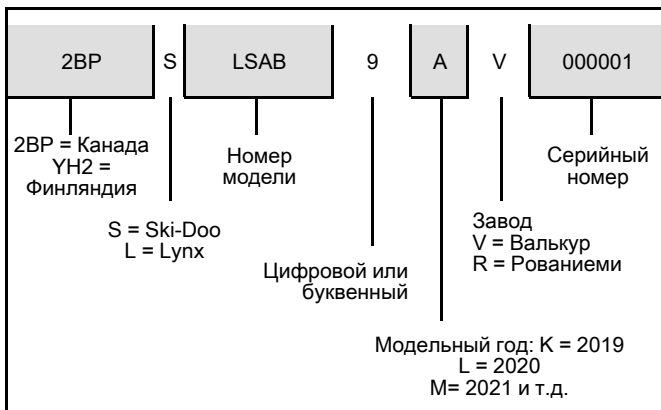 2BP S LSAB 9 A V 000001
2BP = Канада
YH2 =
Финляндия
Номер
модели
Серийный
номер
S = Ski-Doo
L = Lynx
Завод
V = Валькур
R = Рованиеми
Цифровой или
буквенный
Модельный год: K = 2019
L = 2020
M= 2021 и т.д.